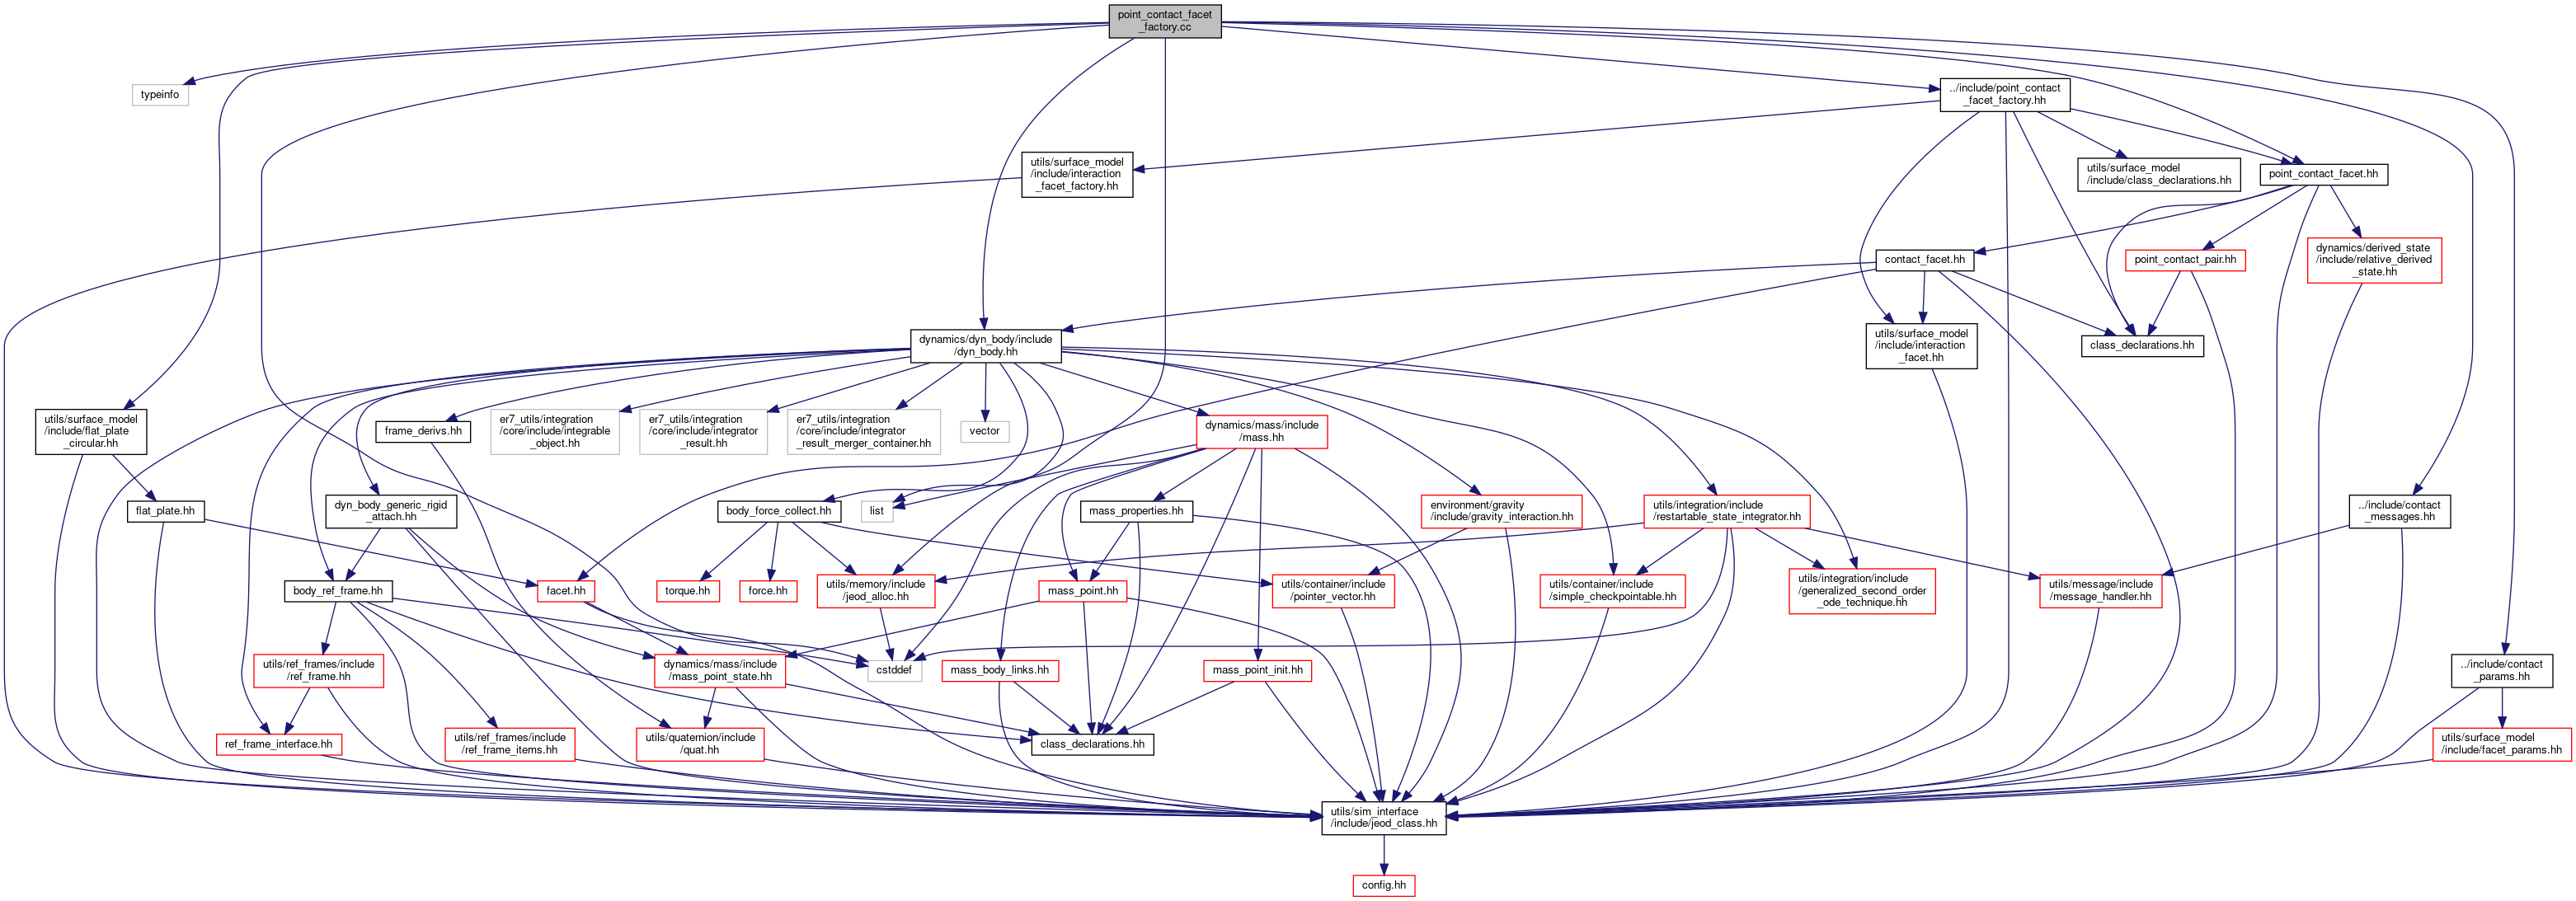 point_contact_facet
_factory.cc
typeinfo
../include/point_contact
_facet_factory.hh
utils/surface_model
/include/interaction
_facet_factory.hh
utils/surface_model
/include/class_declarations.hh
point_contact_facet.hh
contact_facet.hh
point_contact_pair.hh
dynamics/derived_state
/include/relative_derived
_state.hh
dynamics/dyn_body/include
/dyn_body.hh
utils/surface_model
/include/interaction
_facet.hh
class_declarations.hh
utils/surface_model
/include/flat_plate
_circular.hh
frame_derivs.hh
er7_utils/integration
/core/include/integrable
_object.hh
er7_utils/integration
/core/include/integrator
_result.hh
er7_utils/integration
/core/include/integrator
_result_merger_container.hh
vector
dynamics/mass/include
/mass.hh
flat_plate.hh
dyn_body_generic_rigid
_attach.hh
body_force_collect.hh
list
mass_properties.hh
environment/gravity
/include/gravity_interaction.hh
utils/integration/include
/restartable_state_integrator.hh
../include/contact
_messages.hh
body_ref_frame.hh
facet.hh
torque.hh
force.hh
utils/memory/include
/jeod_alloc.hh
mass_point.hh
utils/container/include
/pointer_vector.hh
utils/container/include
/simple_checkpointable.hh
utils/integration/include
/generalized_second_order
_ode_technique.hh
utils/message/include
/message_handler.hh
utils/ref_frames/include
/ref_frame.hh
dynamics/mass/include
/mass_point_state.hh
cstddef
mass_body_links.hh
mass_point_init.hh
../include/contact
_params.hh
ref_frame_interface.hh
utils/ref_frames/include
/ref_frame_items.hh
utils/quaternion/include
/quat.hh
class_declarations.hh
utils/surface_model
/include/facet_params.hh
utils/sim_interface
/include/jeod_class.hh
config.hh